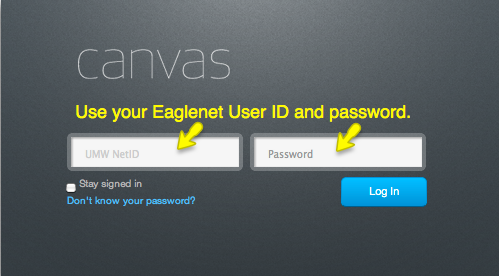 canvas
Use your Eaglenet User ID and password.
UMW NetID Password
Stay signed in
Log In
Don't know your password?